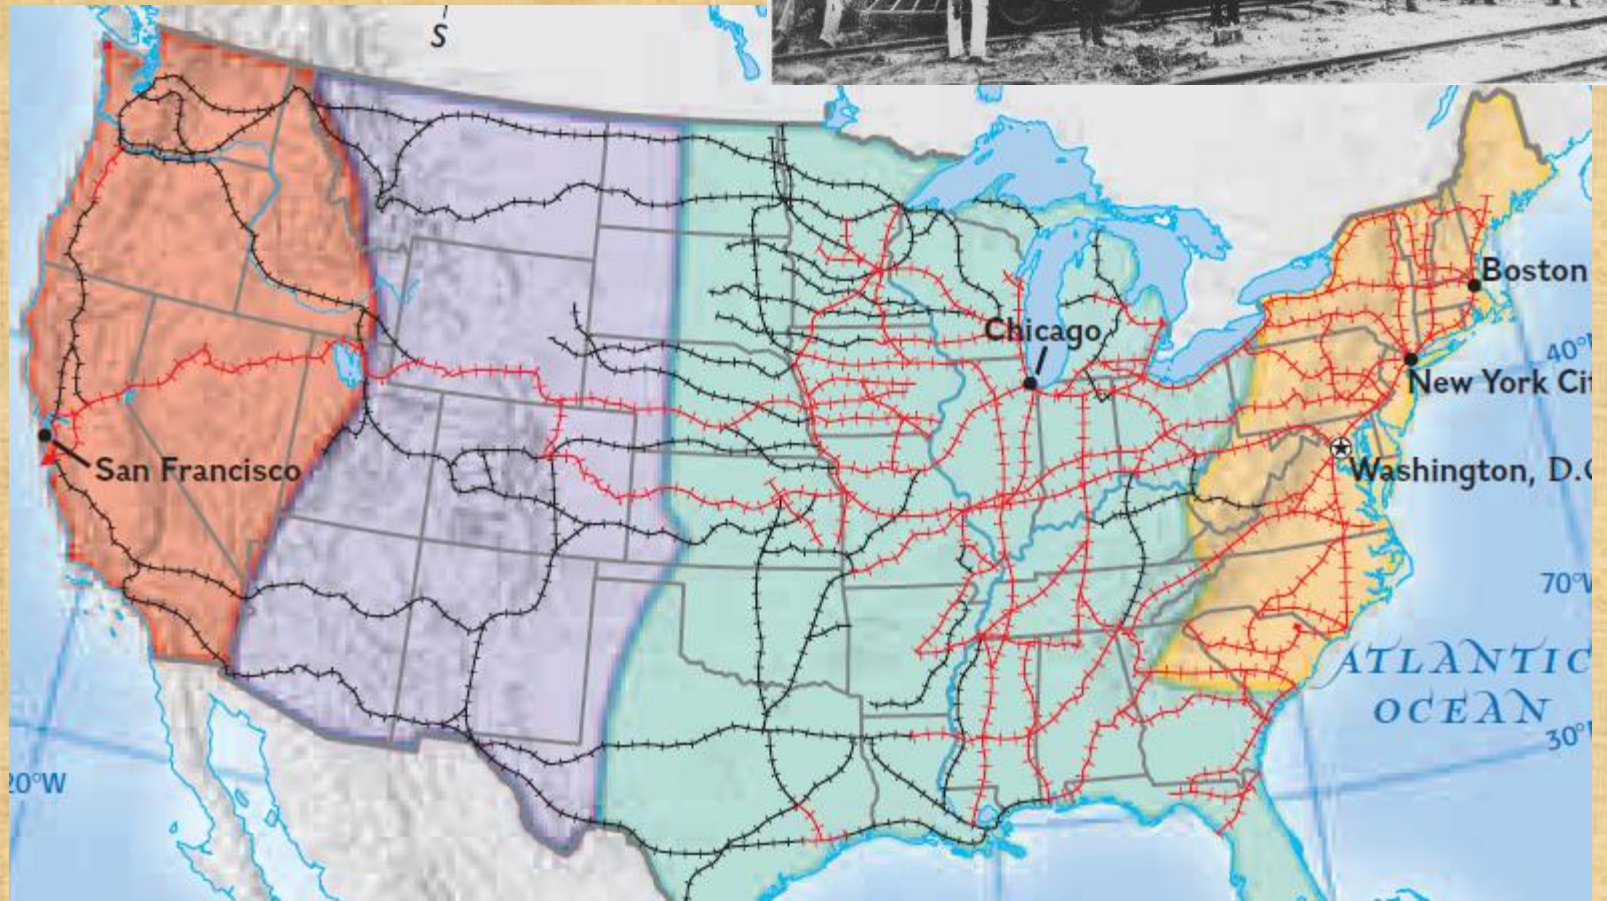 S
Boston
Chicago
40°
New York Cit
San Francisco
Washington, D.C
70°W
ATLANTIC
OCEAN
30°
20°W